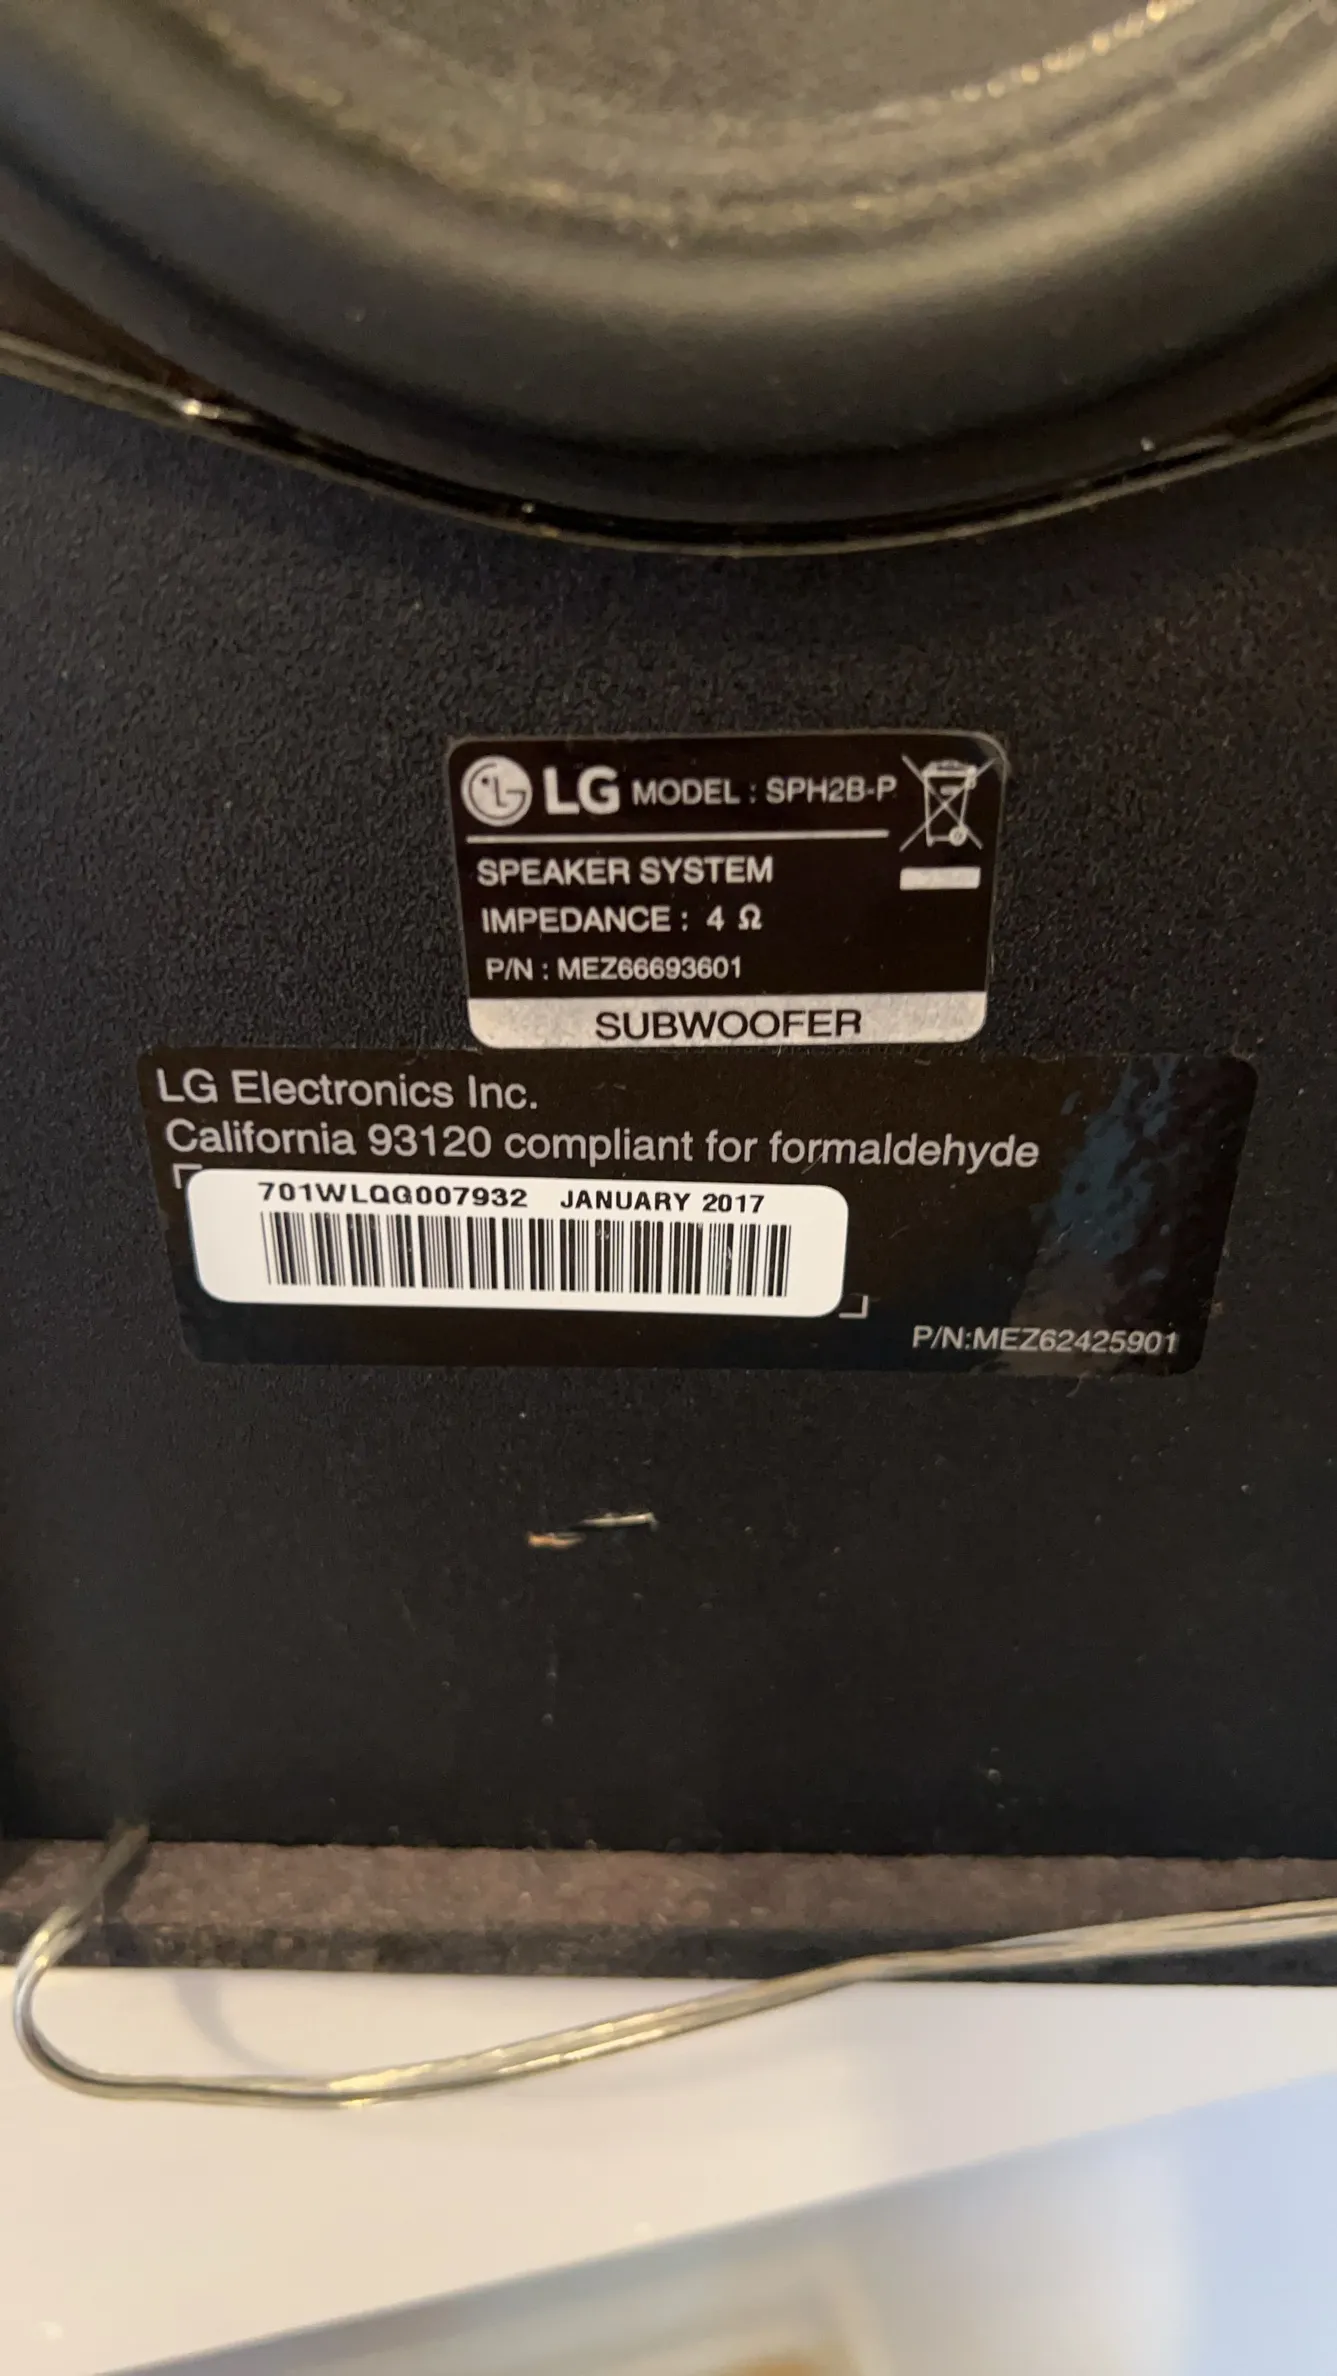 LG MODEL : SPH2B-P
SPEAKER SYSTEM
IMPEDANCE : 4 Ω
P/N : MEZ66693601
SUBWOOFER
LG Electronics Inc.
California 93120 compliant for formaldehyde
701WLQG007932 JANUARY 2017
P/N:MEZ62425901